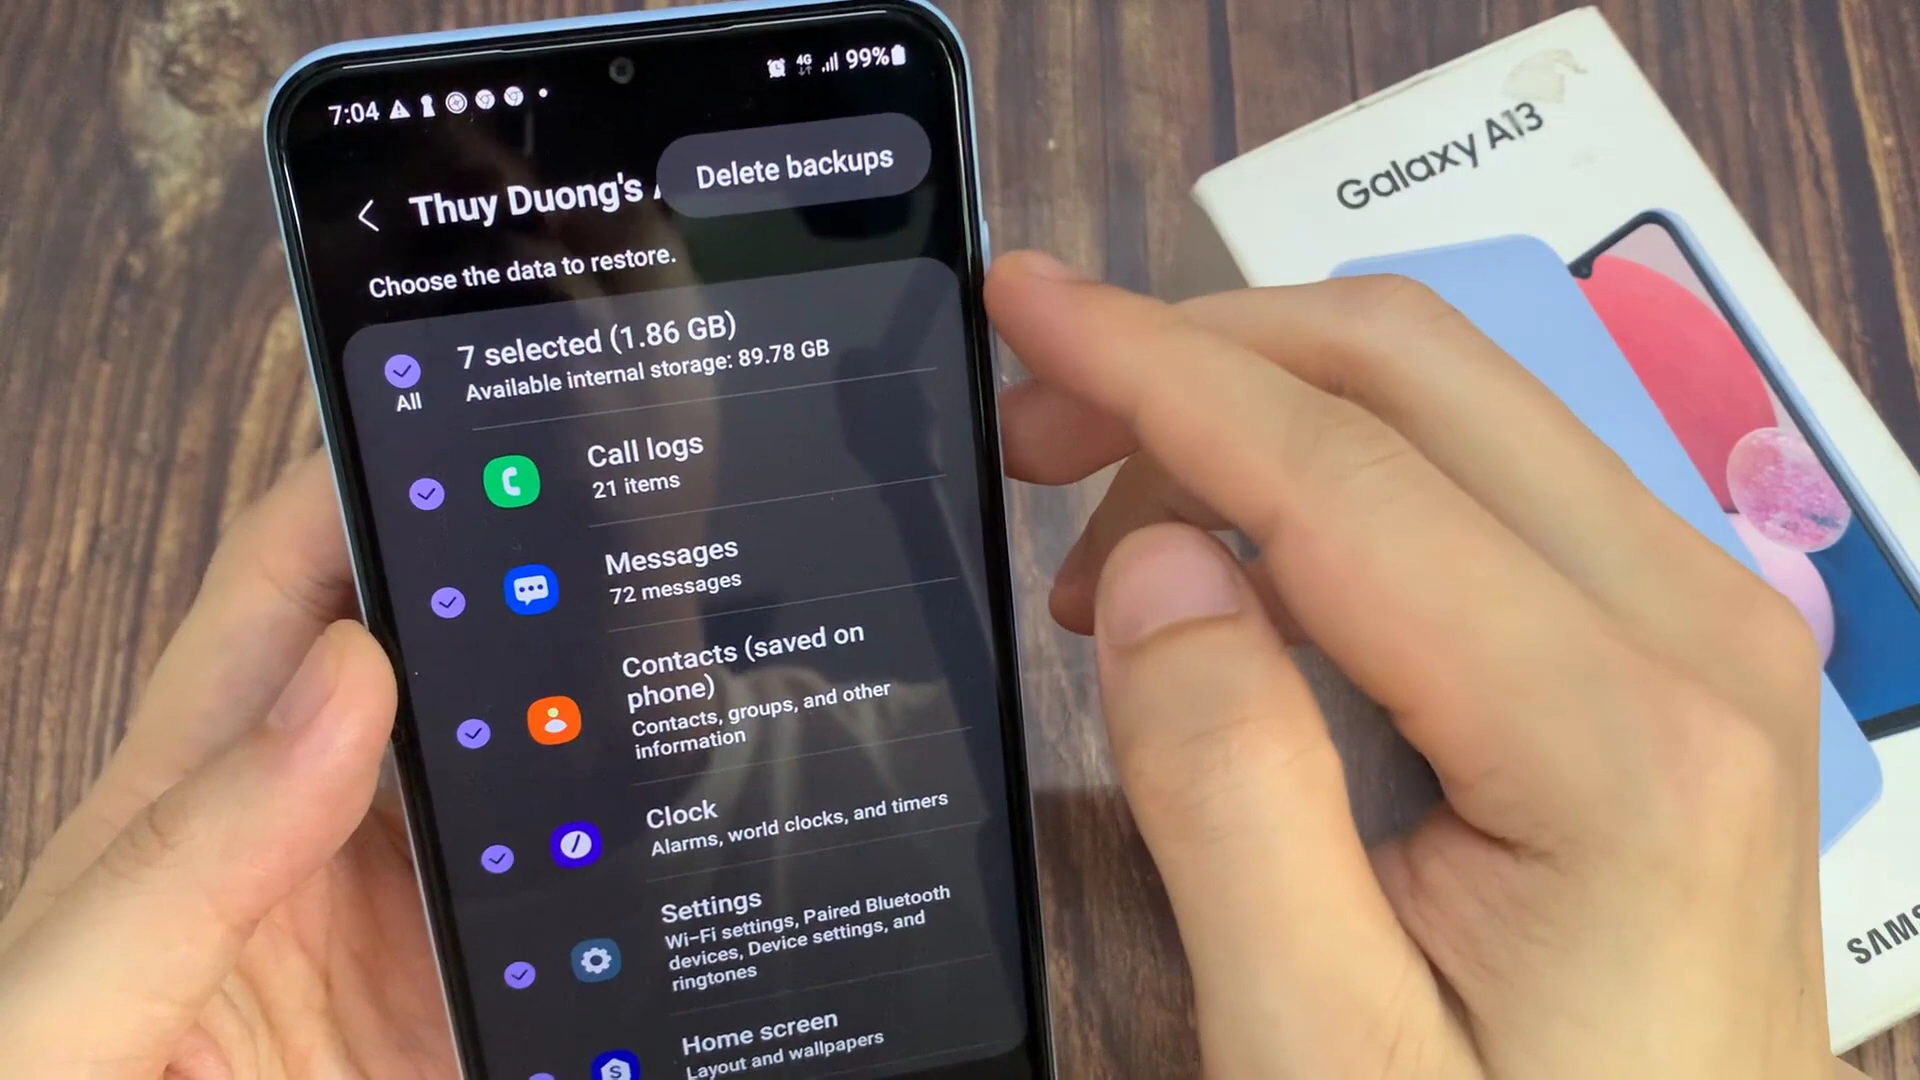 7:04
4G
99%
Delete backups
Thuy Duong's
Choose the data to restore.
7 selected (1.86 GB)
Available internal storage: 89.78 GB
All
Call logs
21 items
Messages
72 messages
Contacts (saved on
phone)
Contacts, groups, and other
information
Clock
Alarms, world clocks, and timers
Settings
Wi-Fi settings, Paired Bluetooth
devices, Device settings, and
ringtones
Home screen
Layout and wallpapers
Galaxy A13
SAMS